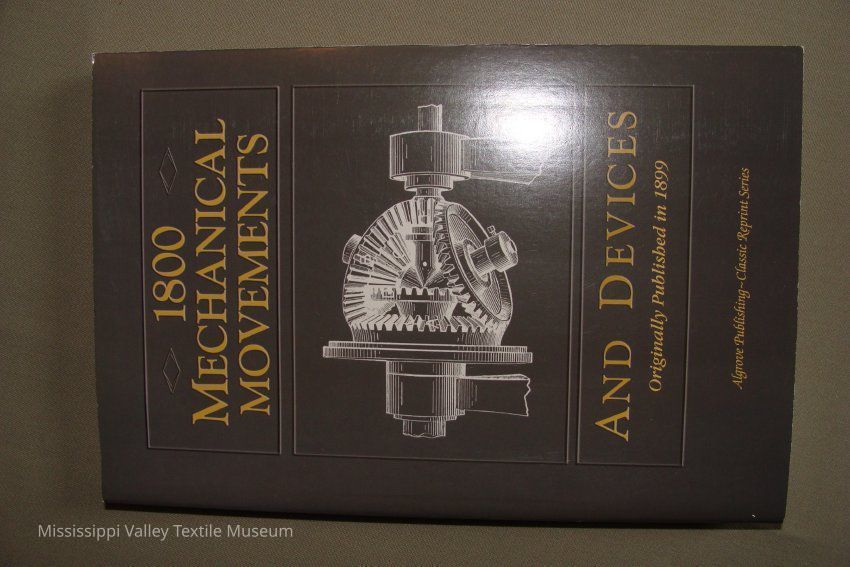 1800
MECHANICAL
MOVEMENTS
AND DEVICES
Originally Published in 1899
Algrove Publishing~Classic Reprint Series
Mississippi Valley Textile Museum